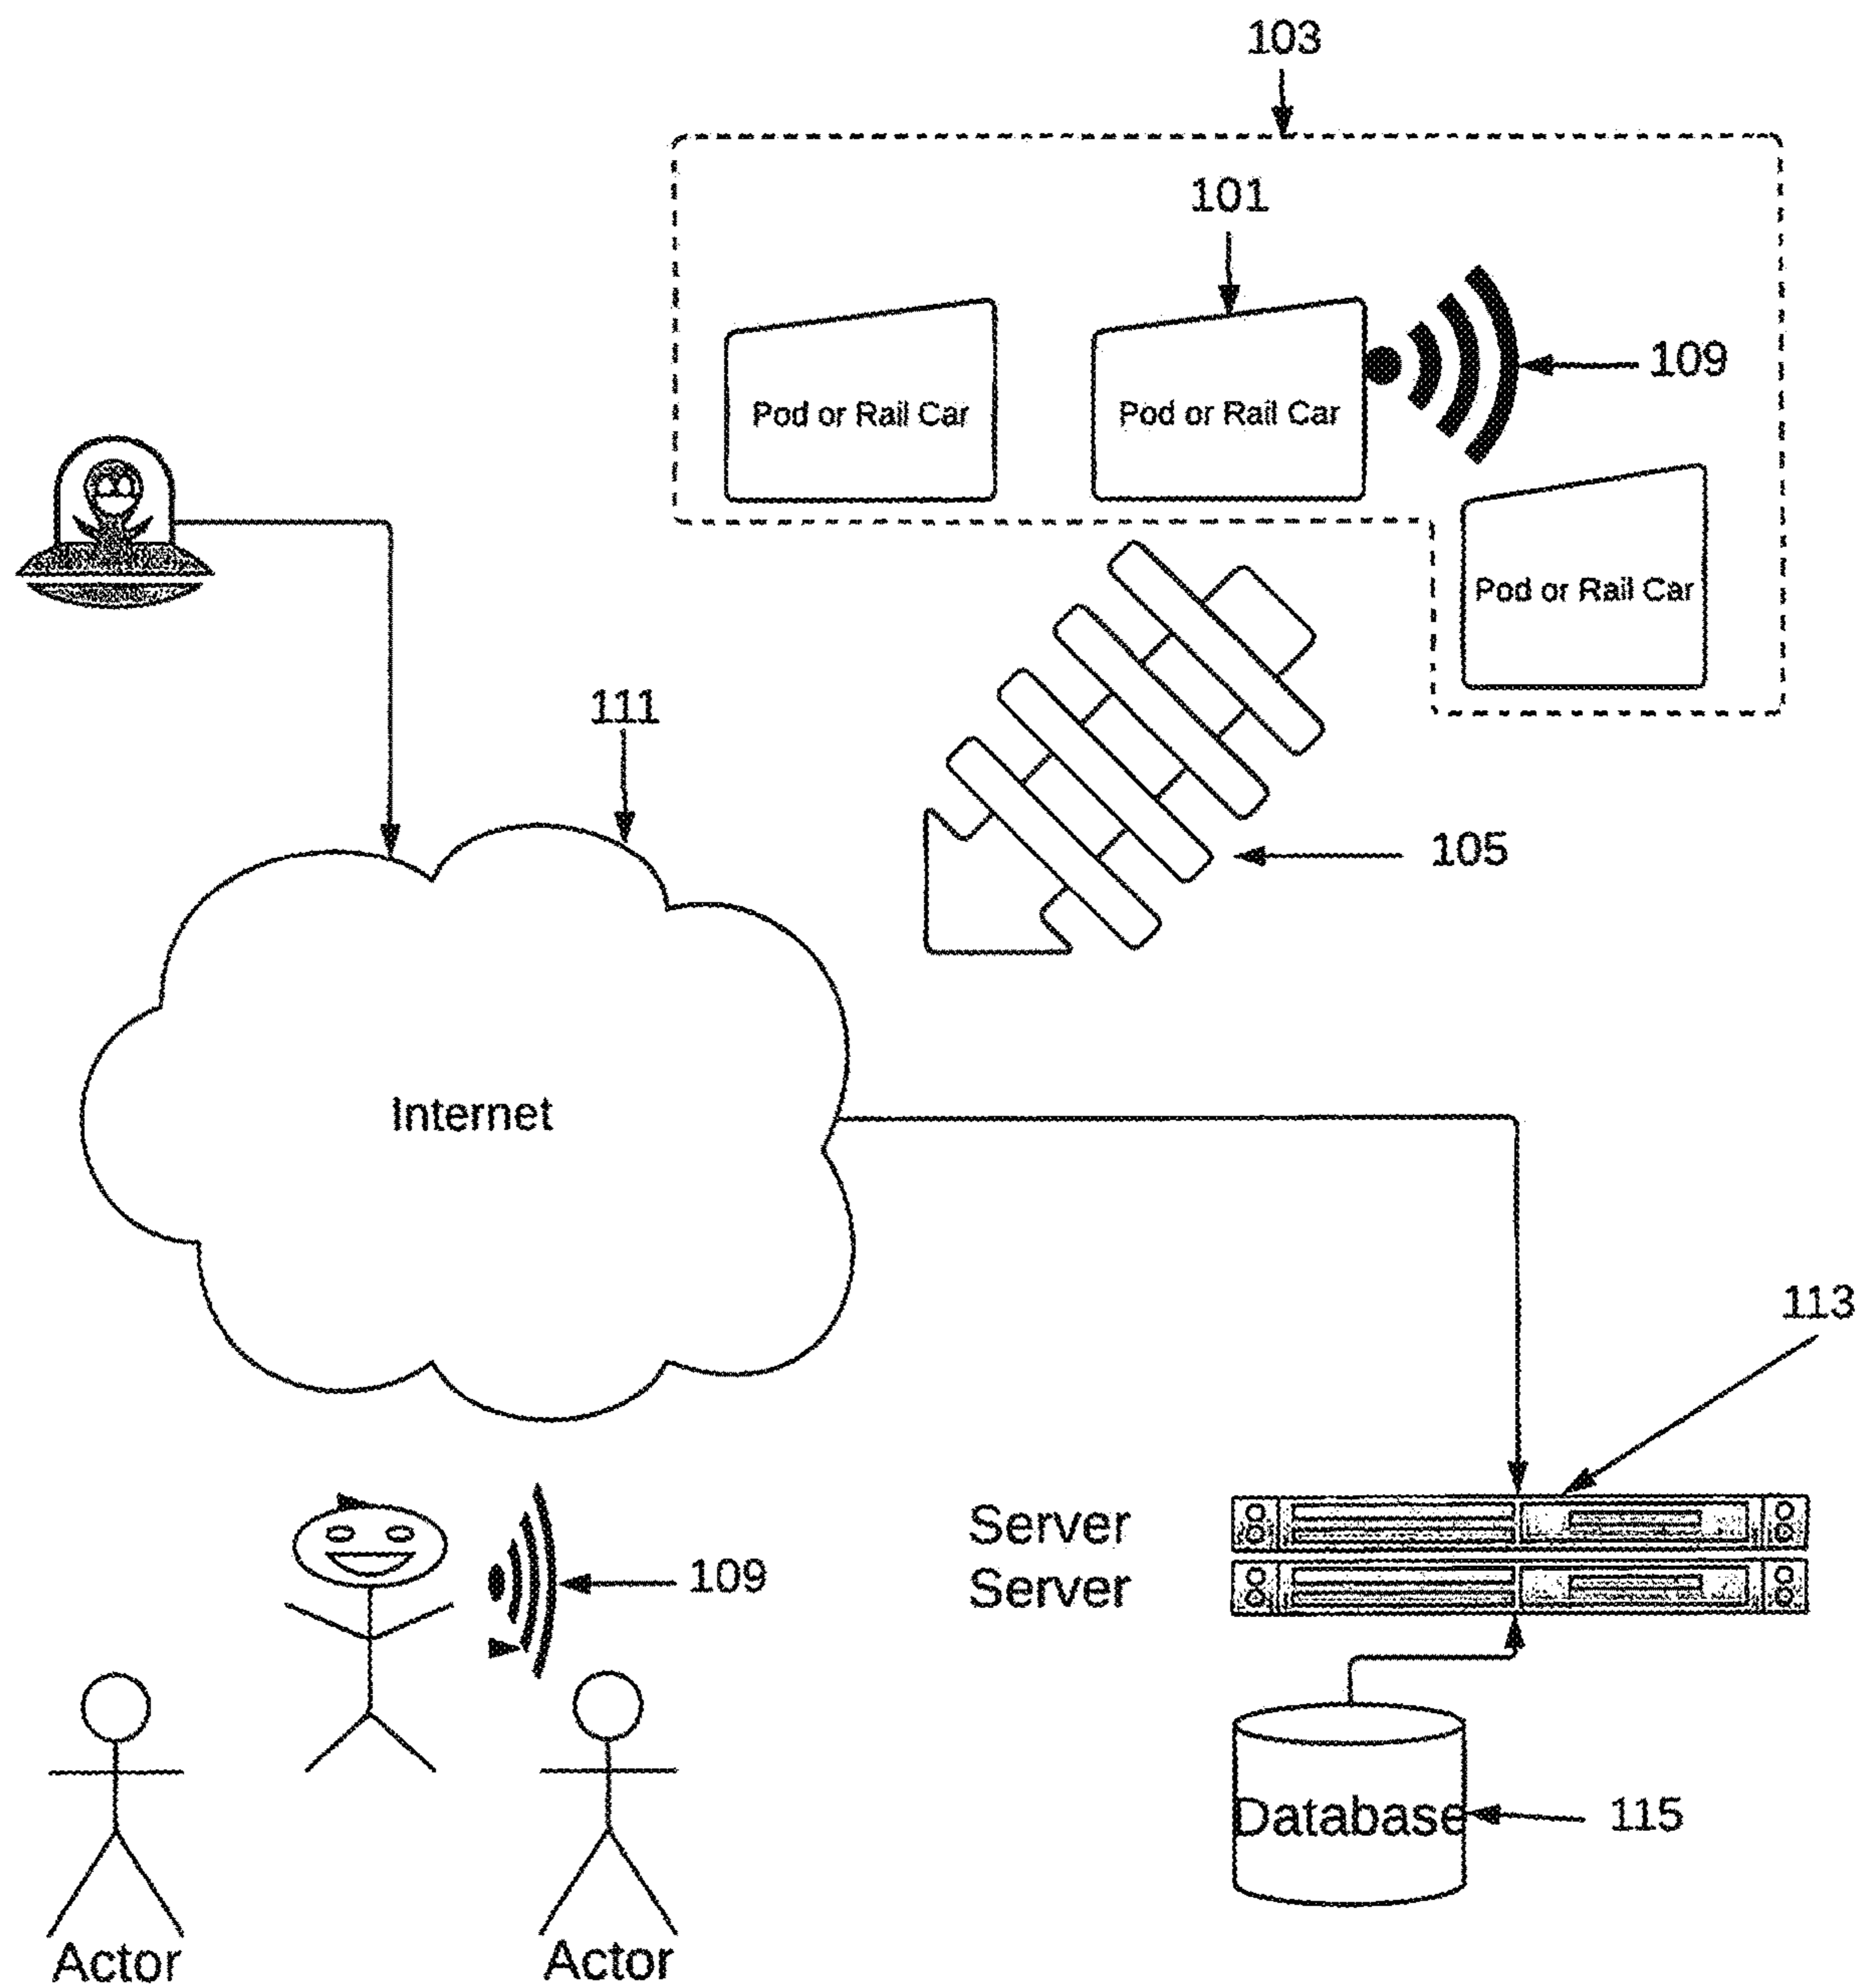 103
101
109
Pod or Rail Car
Pod or Rail Car
Pod or Rail Car
111
105
Internet
113
Server
109
Server
115
Database
Actor
Actor